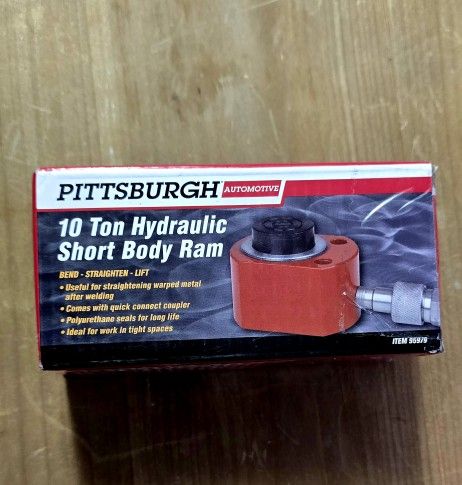 PITTSBURGH AUTOMOTIVE
10 Ton Hydraulic
Short Body Ram
BEND - STRAIGHTEN - LIFT
• Useful for straightening warped metal
after welding
• Comes with quick connect coupler
• Polyurethane seals for long life
• Ideal for work in tight spaces
ITEM 95979